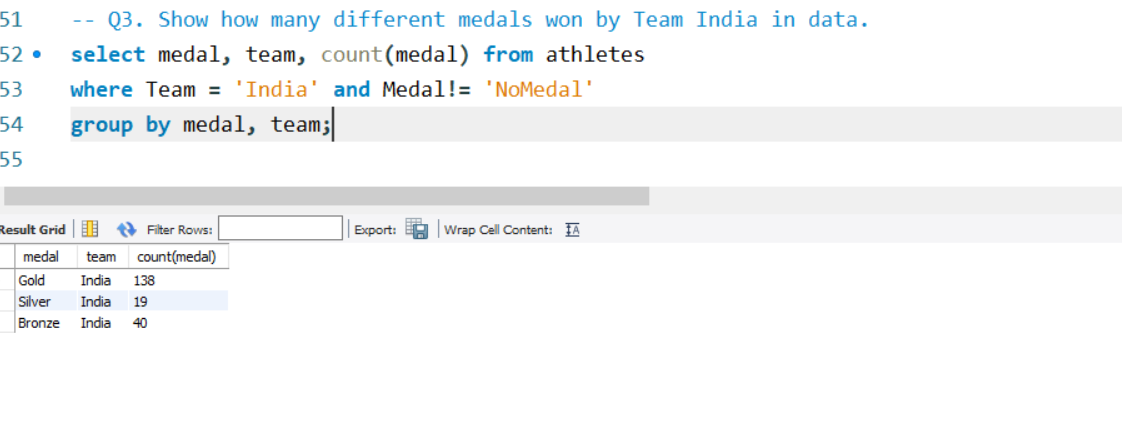 51 -- Q3. Show how many different medals won by Team India in data.
52 select medal, team, count(medal) from athletes
53 where Team = 'India' and Medal!= 'NoMedal'
54 group by medal, team;
55
Result Grid Filter Rows: Export: Wrap Cell Content: IA
medal team count(medal)
Gold India 138
Silver India 19
Bronze India 40